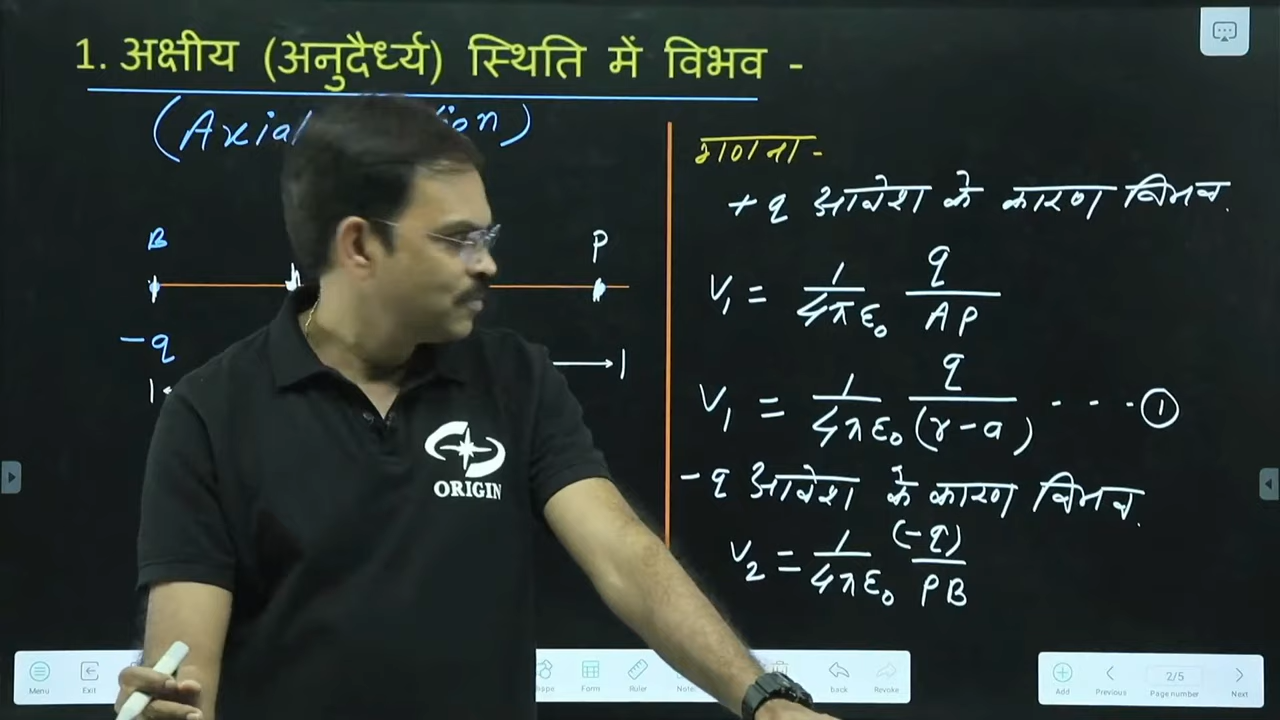 1. अक्षीय (अनुदैर्ध्य) स्थिति में विभव -
(Axial
गणना -
+q आवेश के कारण विभव.
B
P
V₁ = 1/4πε₀ q/AP
-q
V₁ = 1/4πε₀ q/(r-a) - - - ①
-q आवेश के कारण विभव.
V₂ = 1/4πε₀ (-q)/PB
ORIGIN
Menu
Exit
Form
Ruler
back
Revoke
Add
Previous
2/5
Page number
Next